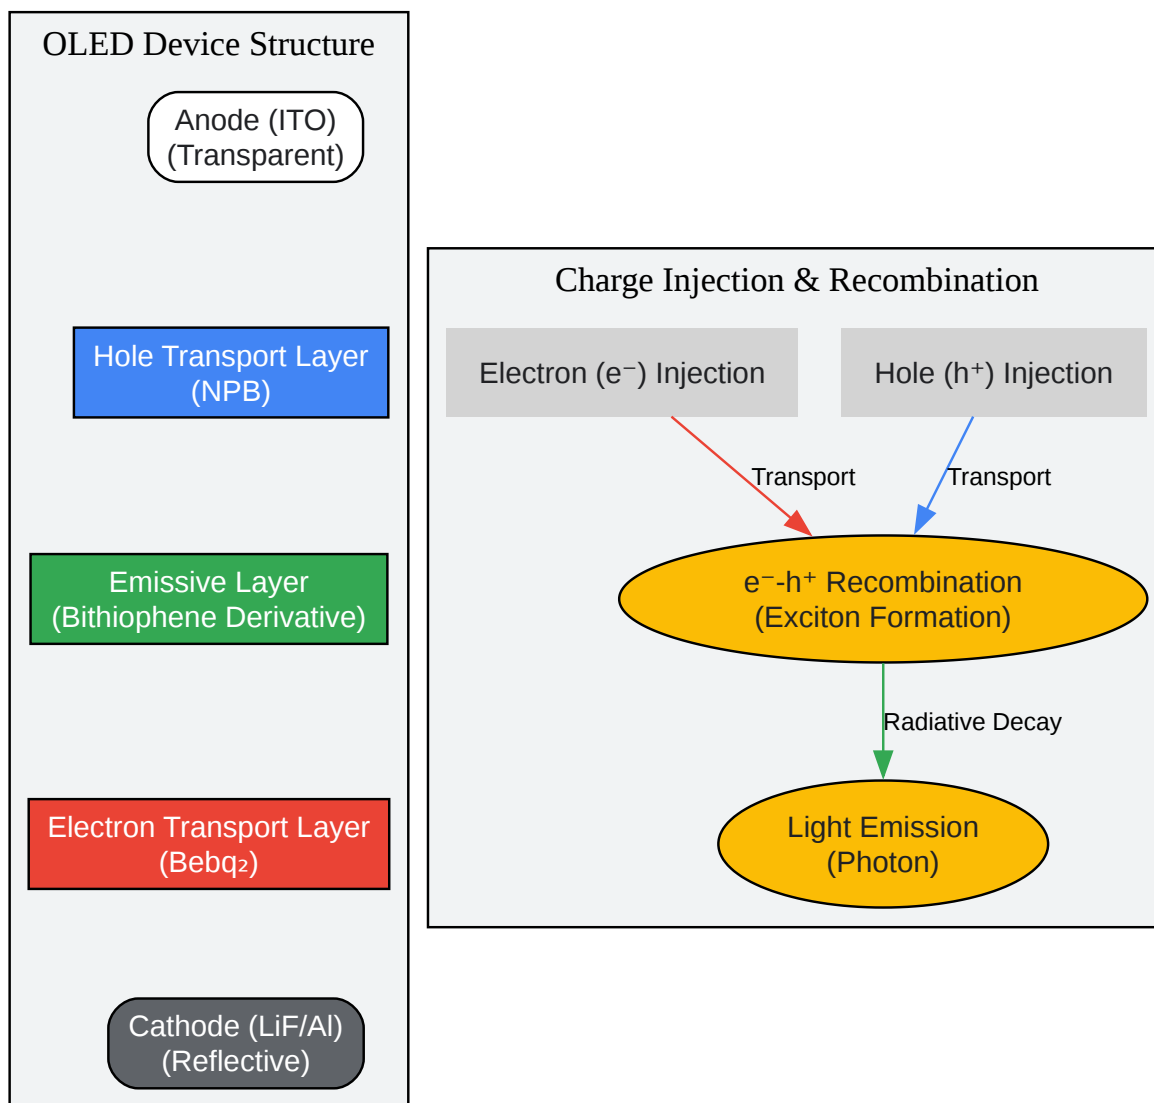 OLED Device Structure
Anode (ITO)
(Transparent)
Hole Transport Layer
(NPB)
Emissive Layer
(Bithiophene Derivative)
Electron Transport Layer
(Bebq₂)
Cathode (LiF/Al)
(Reflective)
Charge Injection & Recombination
Electron (e⁻) Injection
Hole (h⁺) Injection
Transport
Transport
e⁻-h⁺ Recombination
(Exciton Formation)
Radiative Decay
Light Emission
(Photon)